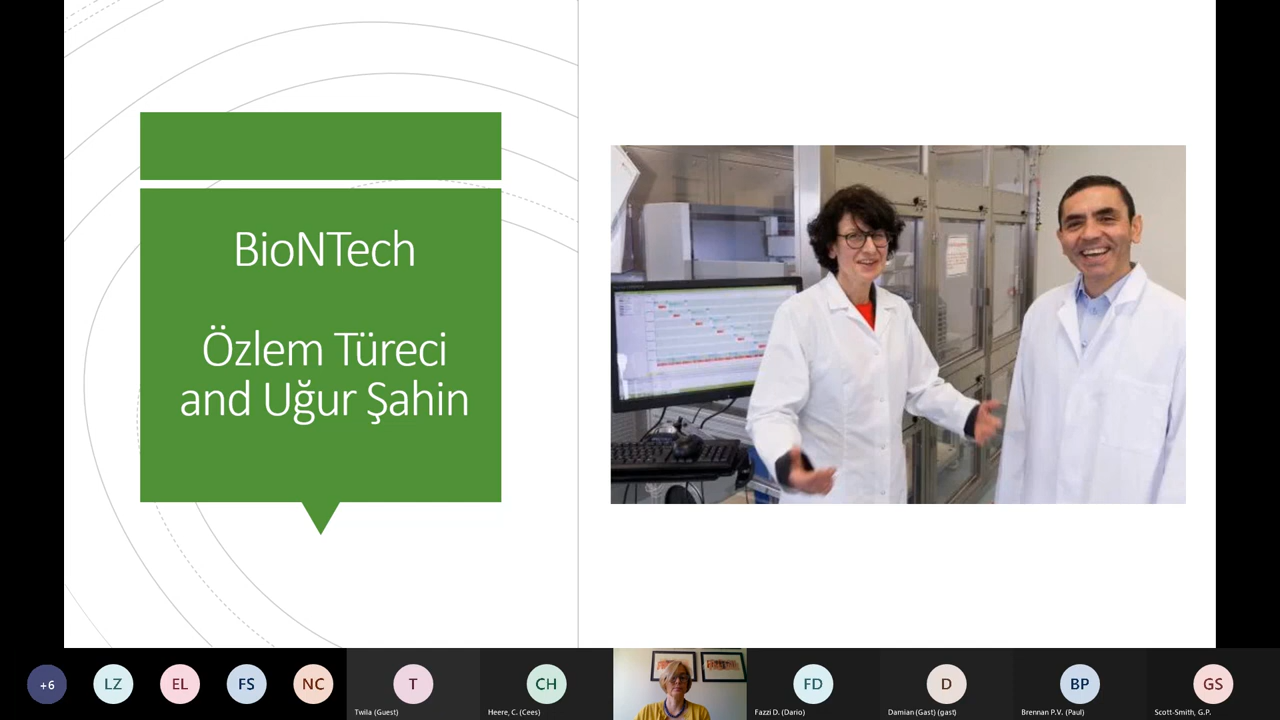 BioNTech
Özlem Türeci
and Uğur Şahin
+6
LZ
EL
FS
NC
T
Twila (Guest)
CH
Heere, C. (Cees)
FD
Fazzi D. (Dario)
D
Damian (Gast) (gast)
BP
Brennan P.V. (Paul)
GS
Scott-Smith, G.P.